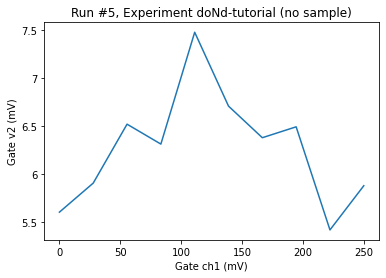 Run #5, Experiment doNd-tutorial (no sample)
7.5
7
6.5
6
5.5
Gate v2 (mV)
0 50 100 150 200 250
Gate ch1 (mV)